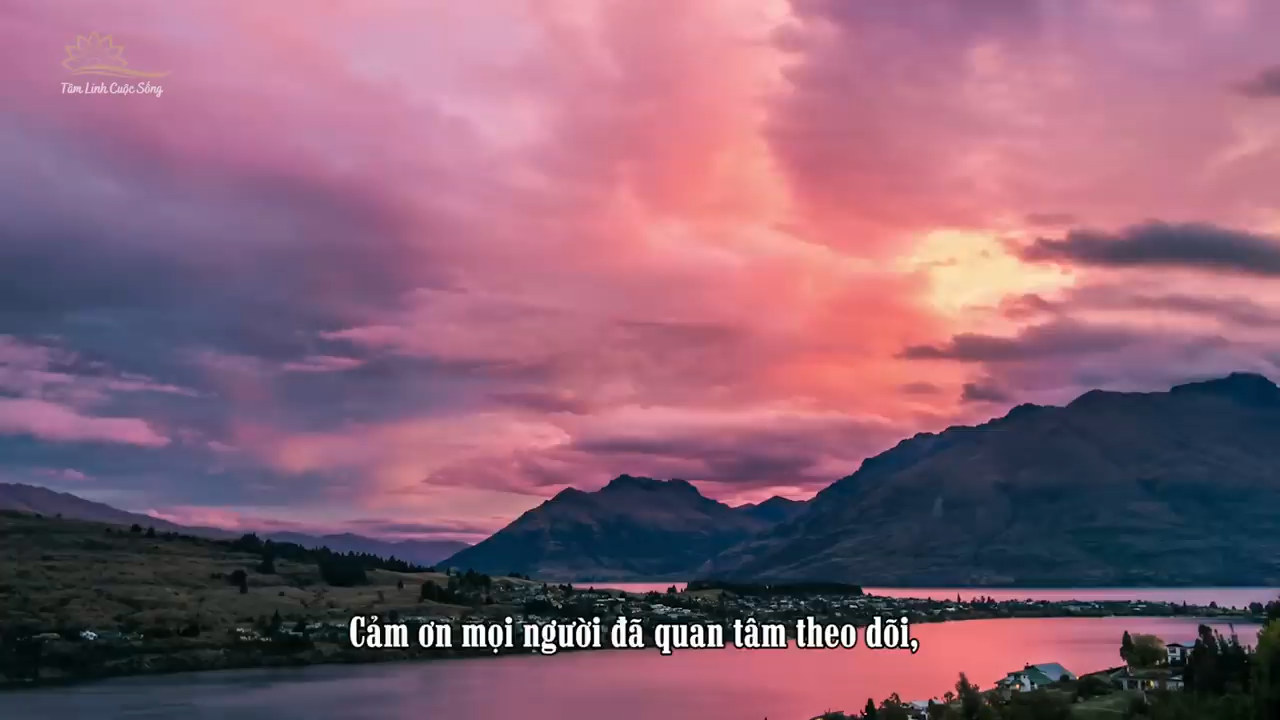 Tâm Linh Cuộc Sống
Cảm ơn mọi người đã quan tâm theo dõi,